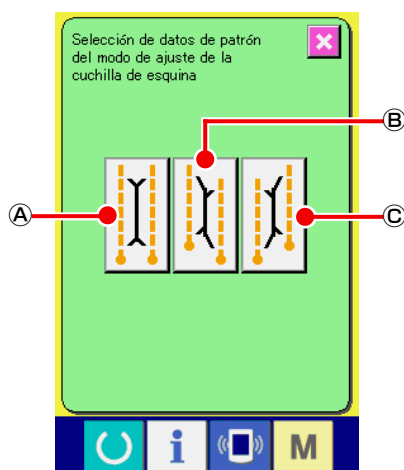 Selección de datos de patrón
del modo de ajuste de la
cuchilla de esquina
B
A
C
i
M